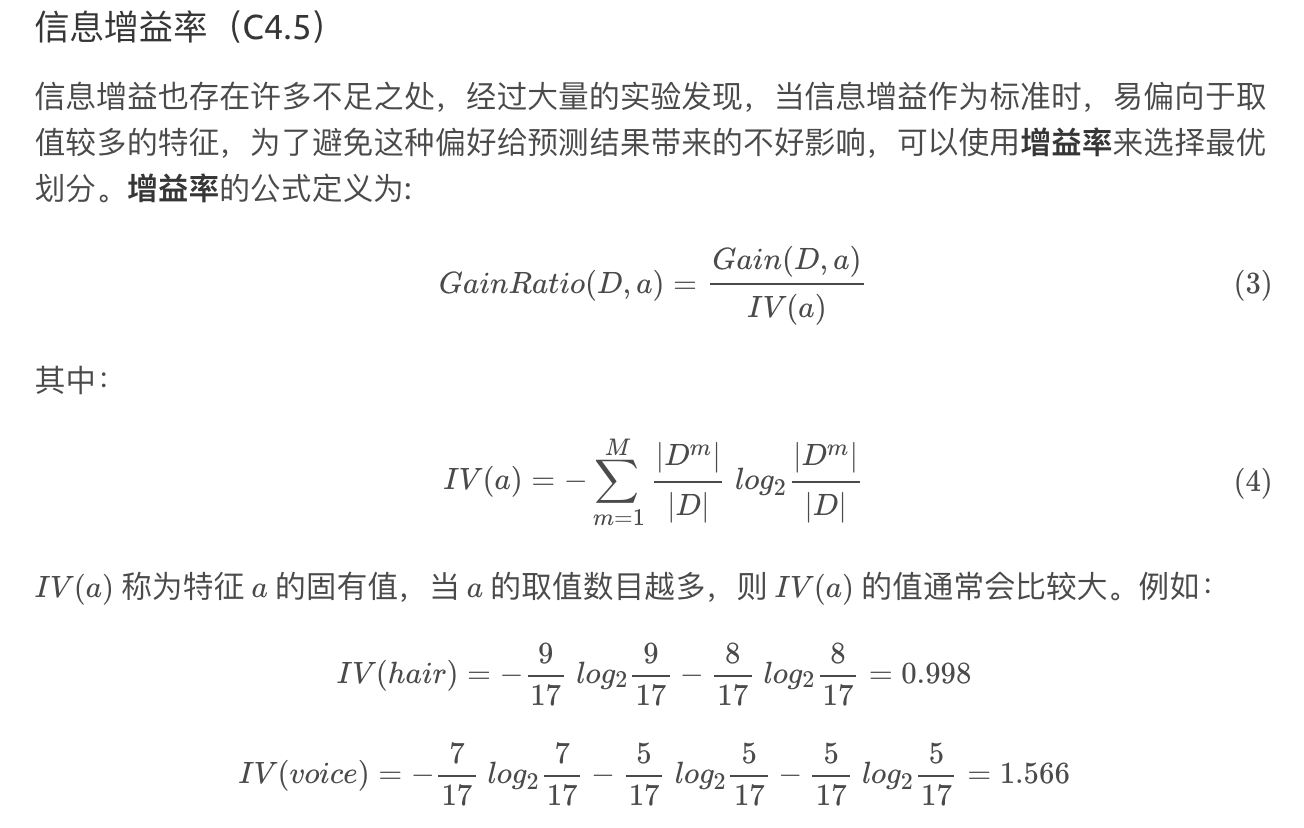 信息增益率（C4.5）
信息增益也存在许多不足之处，经过大量的实验发现，当信息增益作为标准时，易偏向于取
值较多的特征，为了避免这种偏好给预测结果带来的不好影响，可以使用增益率来选择最优
划分。增益率的公式定义为:
GainRatio(D, a) = \frac{Gain(D, a)}{IV(a)} (3)
其中：
IV(a) = -\sum_{m=1}^{M} \frac{|D^m|}{|D|} log_2 \frac{|D^m|}{|D|} (4)
IV(a) 称为特征 a 的固有值，当 a 的取值数目越多，则 IV(a) 的值通常会比较大。例如：
IV(hair) = -\frac{9}{17} log_2 \frac{9}{17} - \frac{8}{17} log_2 \frac{8}{17} = 0.998
IV(voice) = -\frac{7}{17} log_2 \frac{7}{17} - \frac{5}{17} log_2 \frac{5}{17} - \frac{5}{17} log_2 \frac{5}{17} = 1.566